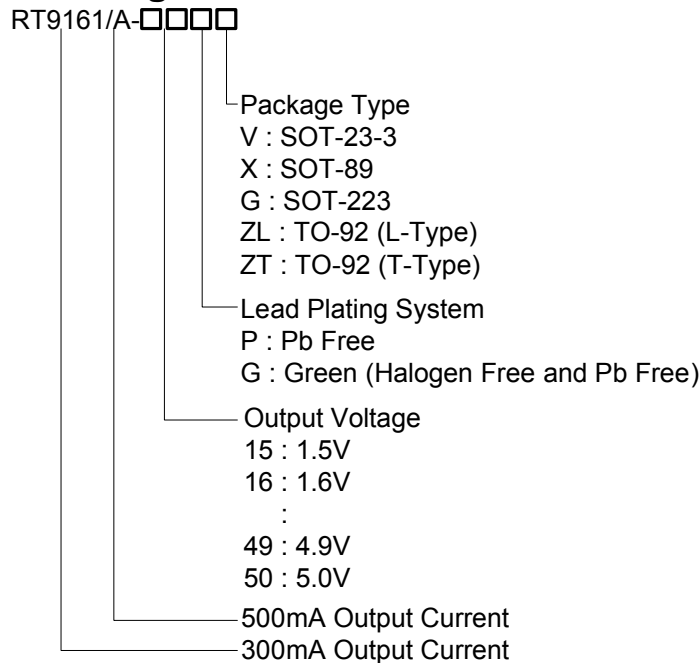 RT9161/A-□□□□
Package Type
V : SOT-23-3
X : SOT-89
G : SOT-223
ZL : TO-92 (L-Type)
ZT : TO-92 (T-Type)
Lead Plating System
P : Pb Free
G : Green (Halogen Free and Pb Free)
Output Voltage
15 : 1.5V
16 : 1.6V
:
49 : 4.9V
50 : 5.0V
500mA Output Current
300mA Output Current